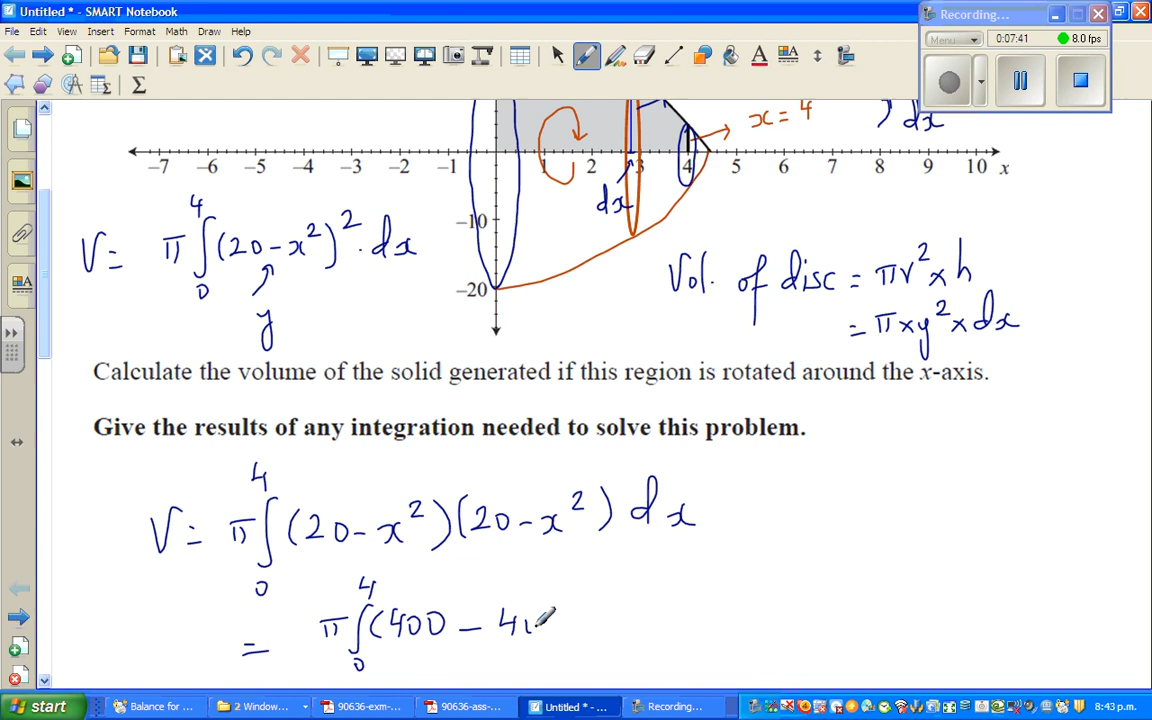 Untitled * - SMART Notebook
Recording...
File Edit View Insert Format Math Draw Help
Menu 0:07:41 8.0 fps
x = 4
dx
-7 -6 -5 -4 -3 -2 -1 1 2 3 4 5 6 7 8 9 10 x
dx
-10
-20
V = π∫₀⁴ (20 - x²)² · dx
y
Vol. of disc = πr² × h
= π × y² × dx
Calculate the volume of the solid generated if this region is rotated around the x-axis.
Give the results of any integration needed to solve this problem.
V = π∫₀⁴ (20 - x²)(20 - x²) dx
= π∫₀⁴ (400 - 4
start Balance for ... 2 Window... 90636-exm-... 90636-ass-... Untitled * - ... Recording... 8:43 p.m.